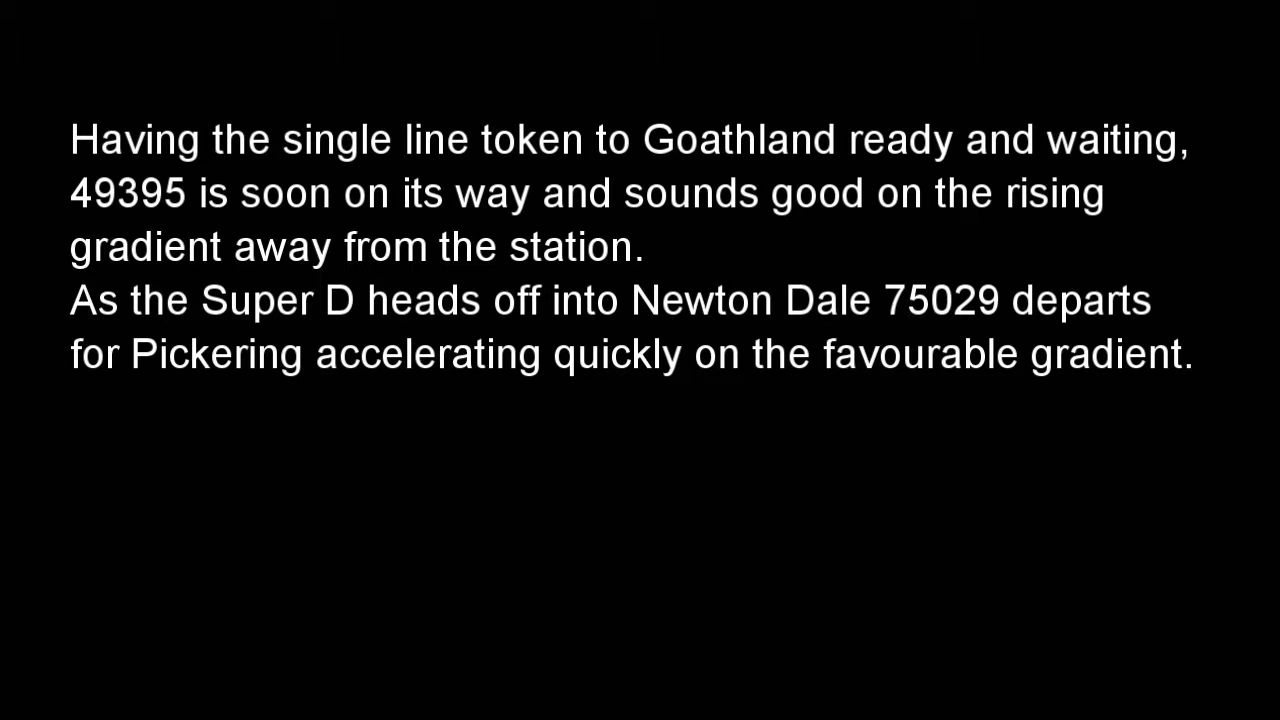 Having the single line token to Goathland ready and waiting,
49395 is soon on its way and sounds good on the rising
gradient away from the station.
As the Super D heads off into Newton Dale 75029 departs
for Pickering accelerating quickly on the favourable gradient.